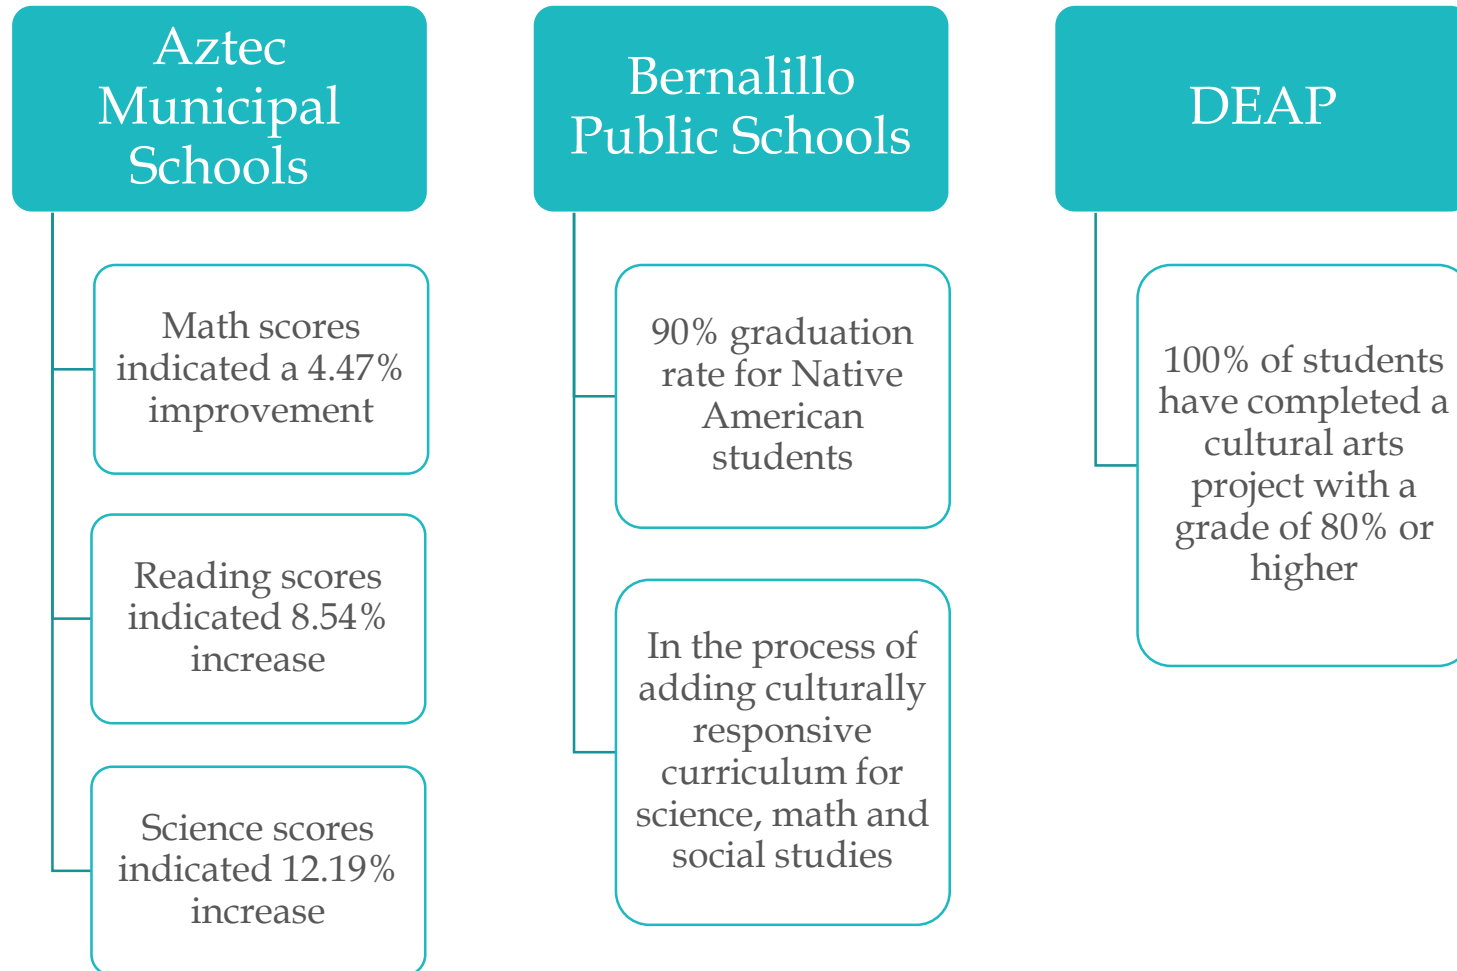 Aztec
Municipal
Schools
Math scores
indicated a 4.47%
improvement
Reading scores
indicated 8.54%
increase
Science scores
indicated 12.19%
increase
Bernalillo
Public Schools
90% graduation
rate for Native
American
students
In the process of
adding culturally
responsive
curriculum for
science, math and
social studies
DEAP
100% of students
have completed a
cultural arts
project with a
grade of 80% or
higher